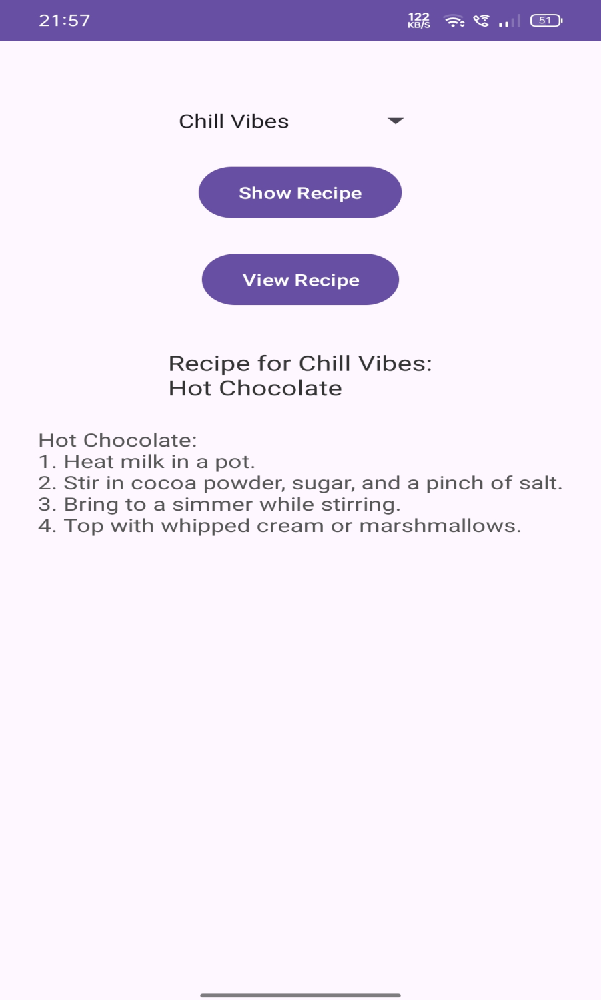 21:57
122
KB/S
51
Chill Vibes
Show Recipe
View Recipe
Recipe for Chill Vibes:
Hot Chocolate
Hot Chocolate:
1. Heat milk in a pot.
2. Stir in cocoa powder, sugar, and a pinch of salt.
3. Bring to a simmer while stirring.
4. Top with whipped cream or marshmallows.